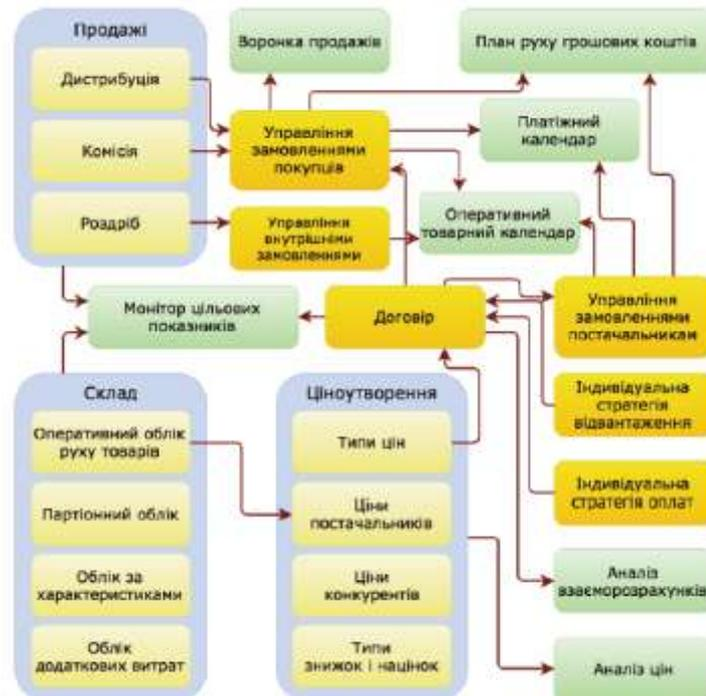 Продажі
Дистрибуція
Комісія
Роздріб
Воронка продажів
План руху грошових коштів
Управління
замовленнями
покупців
Платіжний
календар
Управління
внутрішніми
замовленнями
Оперативний
товарний календар
Монітор цільових
показників
Договір
Управління
замовленнями
постачальникам
Склад
Оперативний облік
руху товарів
Партіонний облік
Облік за
характеристиками
Облік
додаткових витрат
Ціноутворення
Типи цін
Ціни
постачальників
Ціни
конкурентів
Типи
знижок і націнок
Індивідуальна
стратегія
відвантаження
Індивідуальна
стратегія оплат
Аналіз
взаєморозрахунків
Аналіз цін